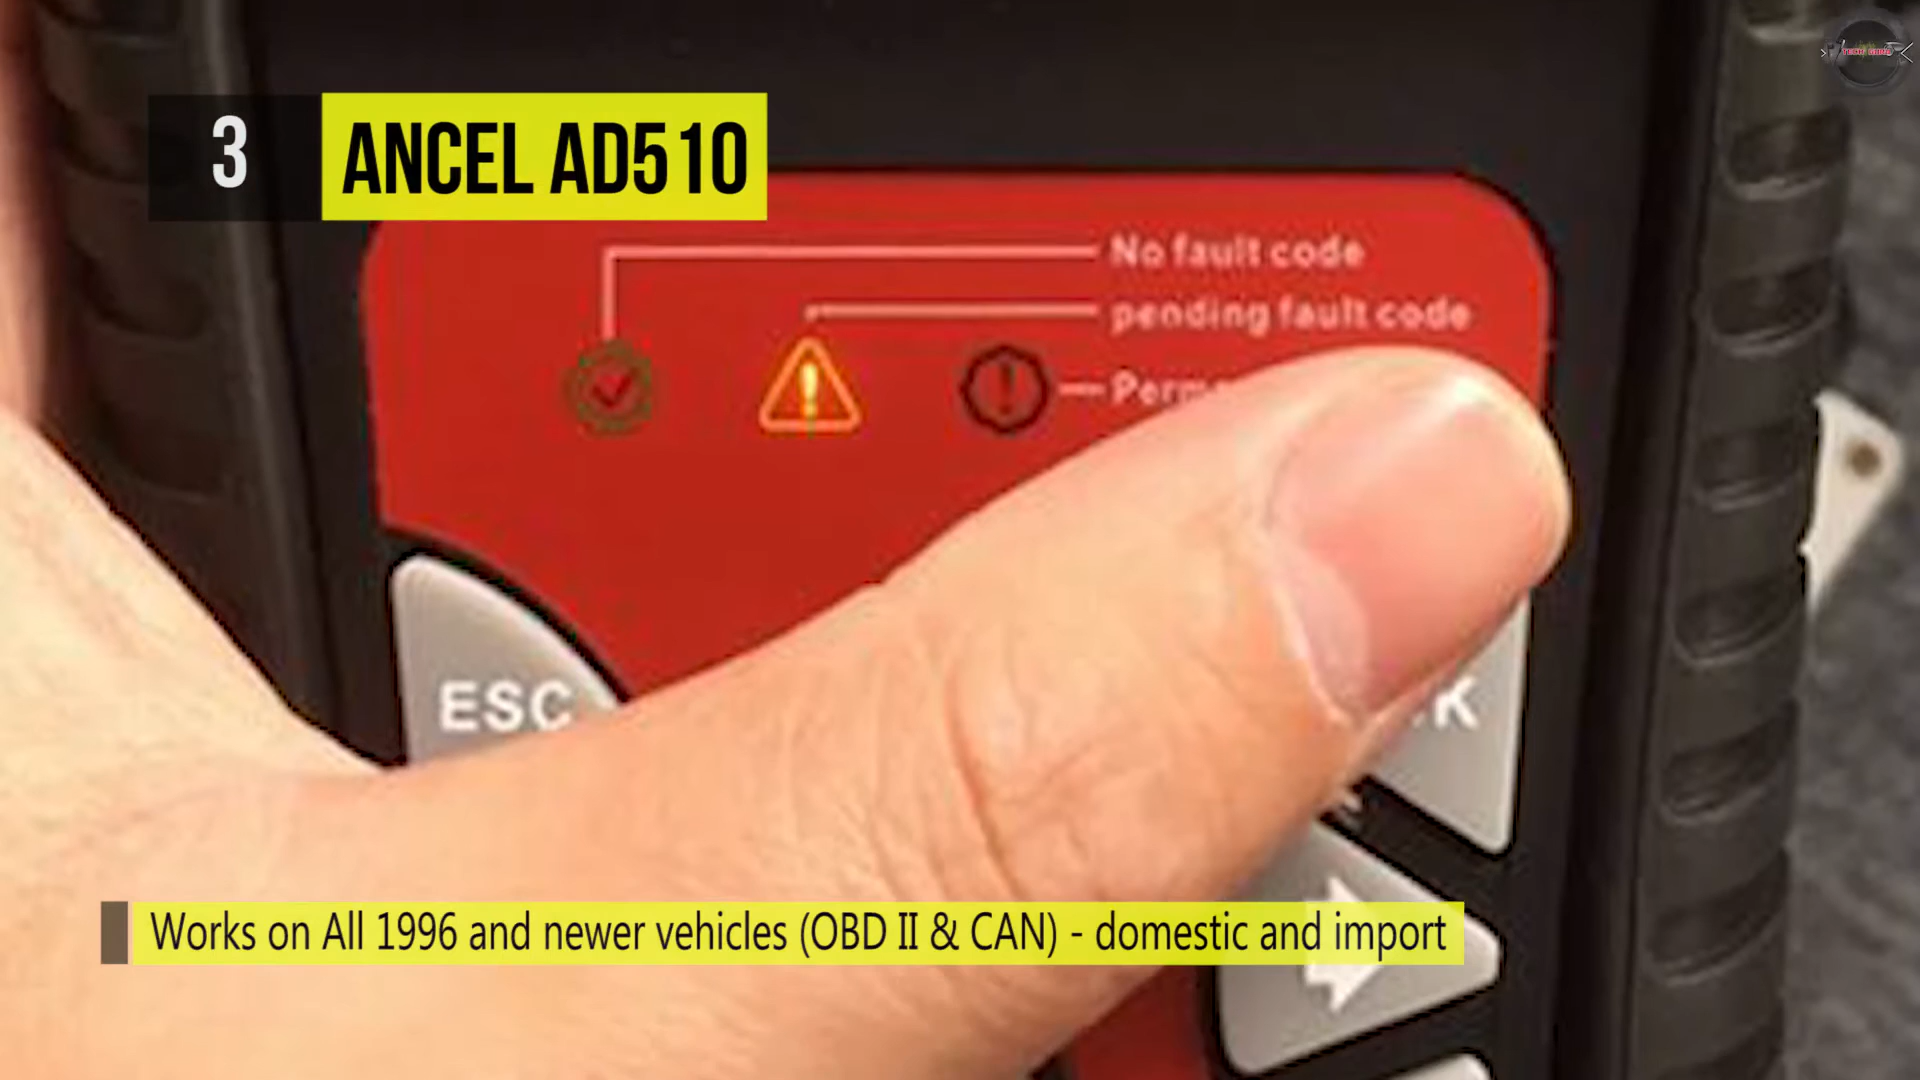 3
ANCEL AD510
No fault code
pending fault code
ESC
Works on All 1996 and newer vehicles (OBD II & CAN) - domestic and import